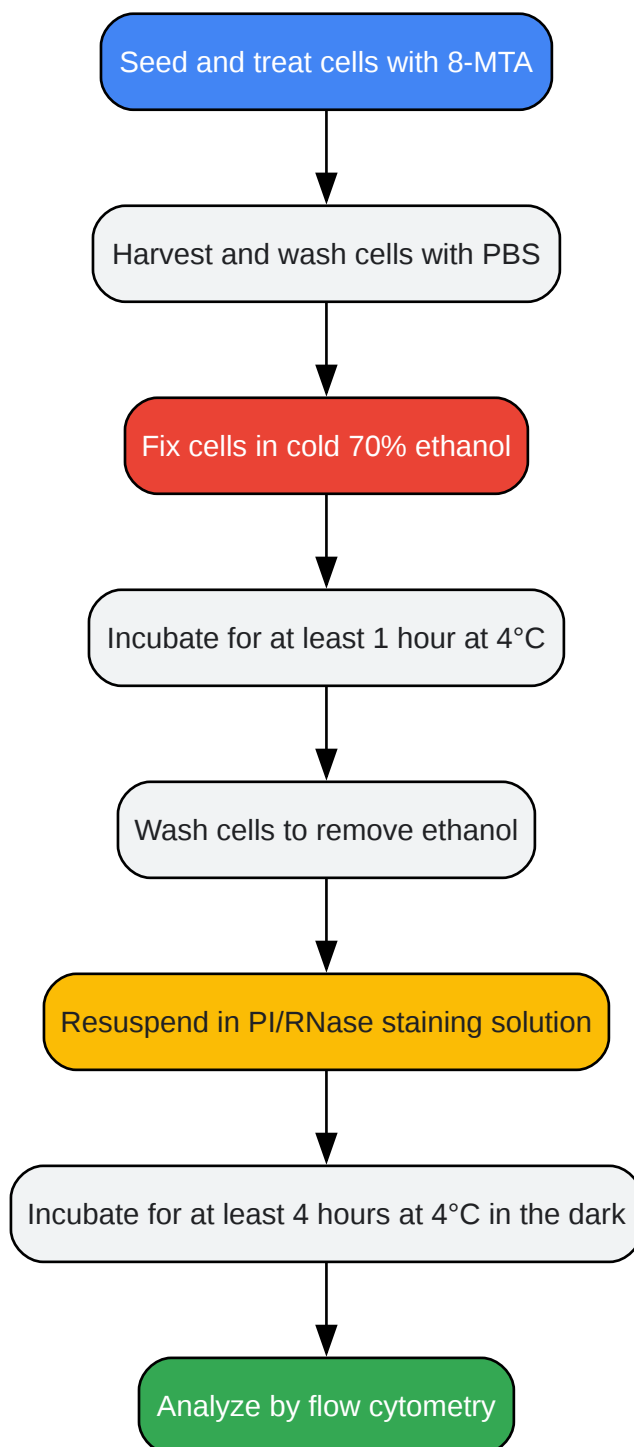 Seed and treat cells with 8-MTA
Harvest and wash cells with PBS
Fix cells in cold 70% ethanol
Incubate for at least 1 hour at 4°C
Wash cells to remove ethanol
Resuspend in PI/RNase staining solution
Incubate for at least 4 hours at 4°C in the dark
Analyze by flow cytometry